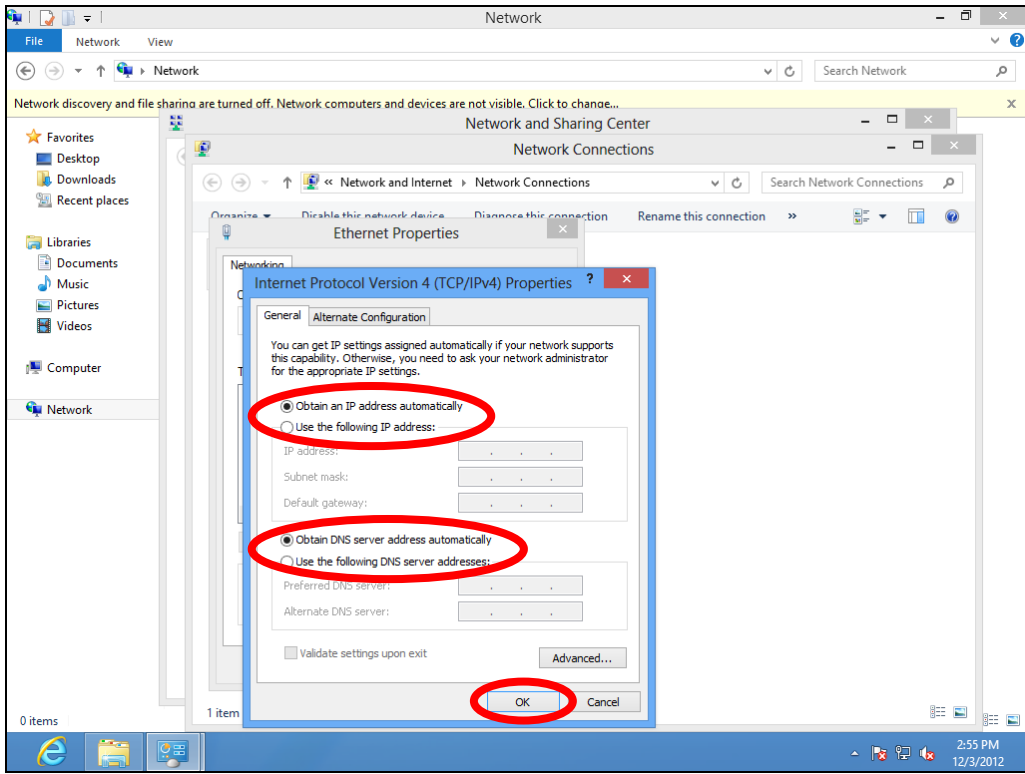 Network
File Network View
Network
Search Network
Network discovery and file sharing are turned off. Network computers and devices are not visible. Click to change...
Favorites
Desktop
Downloads
Recent places
Libraries
Documents
Music
Pictures
Videos
Computer
Network
0 items
Network and Sharing Center
Network Connections
« Network and Internet Network Connections
Search Network Connections
Organize Disable this network device Diagnose this connection Rename this connection »
Ethernet Properties
Networking
Internet Protocol Version 4 (TCP/IPv4) Properties ?
General Alternate Configuration
You can get IP settings assigned automatically if your network supports
this capability. Otherwise, you need to ask your network administrator
for the appropriate IP settings.
Obtain an IP address automatically
Use the following IP address:
IP address:
Subnet mask:
Default gateway:
Obtain DNS server address automatically
Use the following DNS server addresses:
Preferred DNS server:
Alternate DNS server:
Validate settings upon exit
Advanced...
OK Cancel
1 item
2:55 PM
12/3/2012